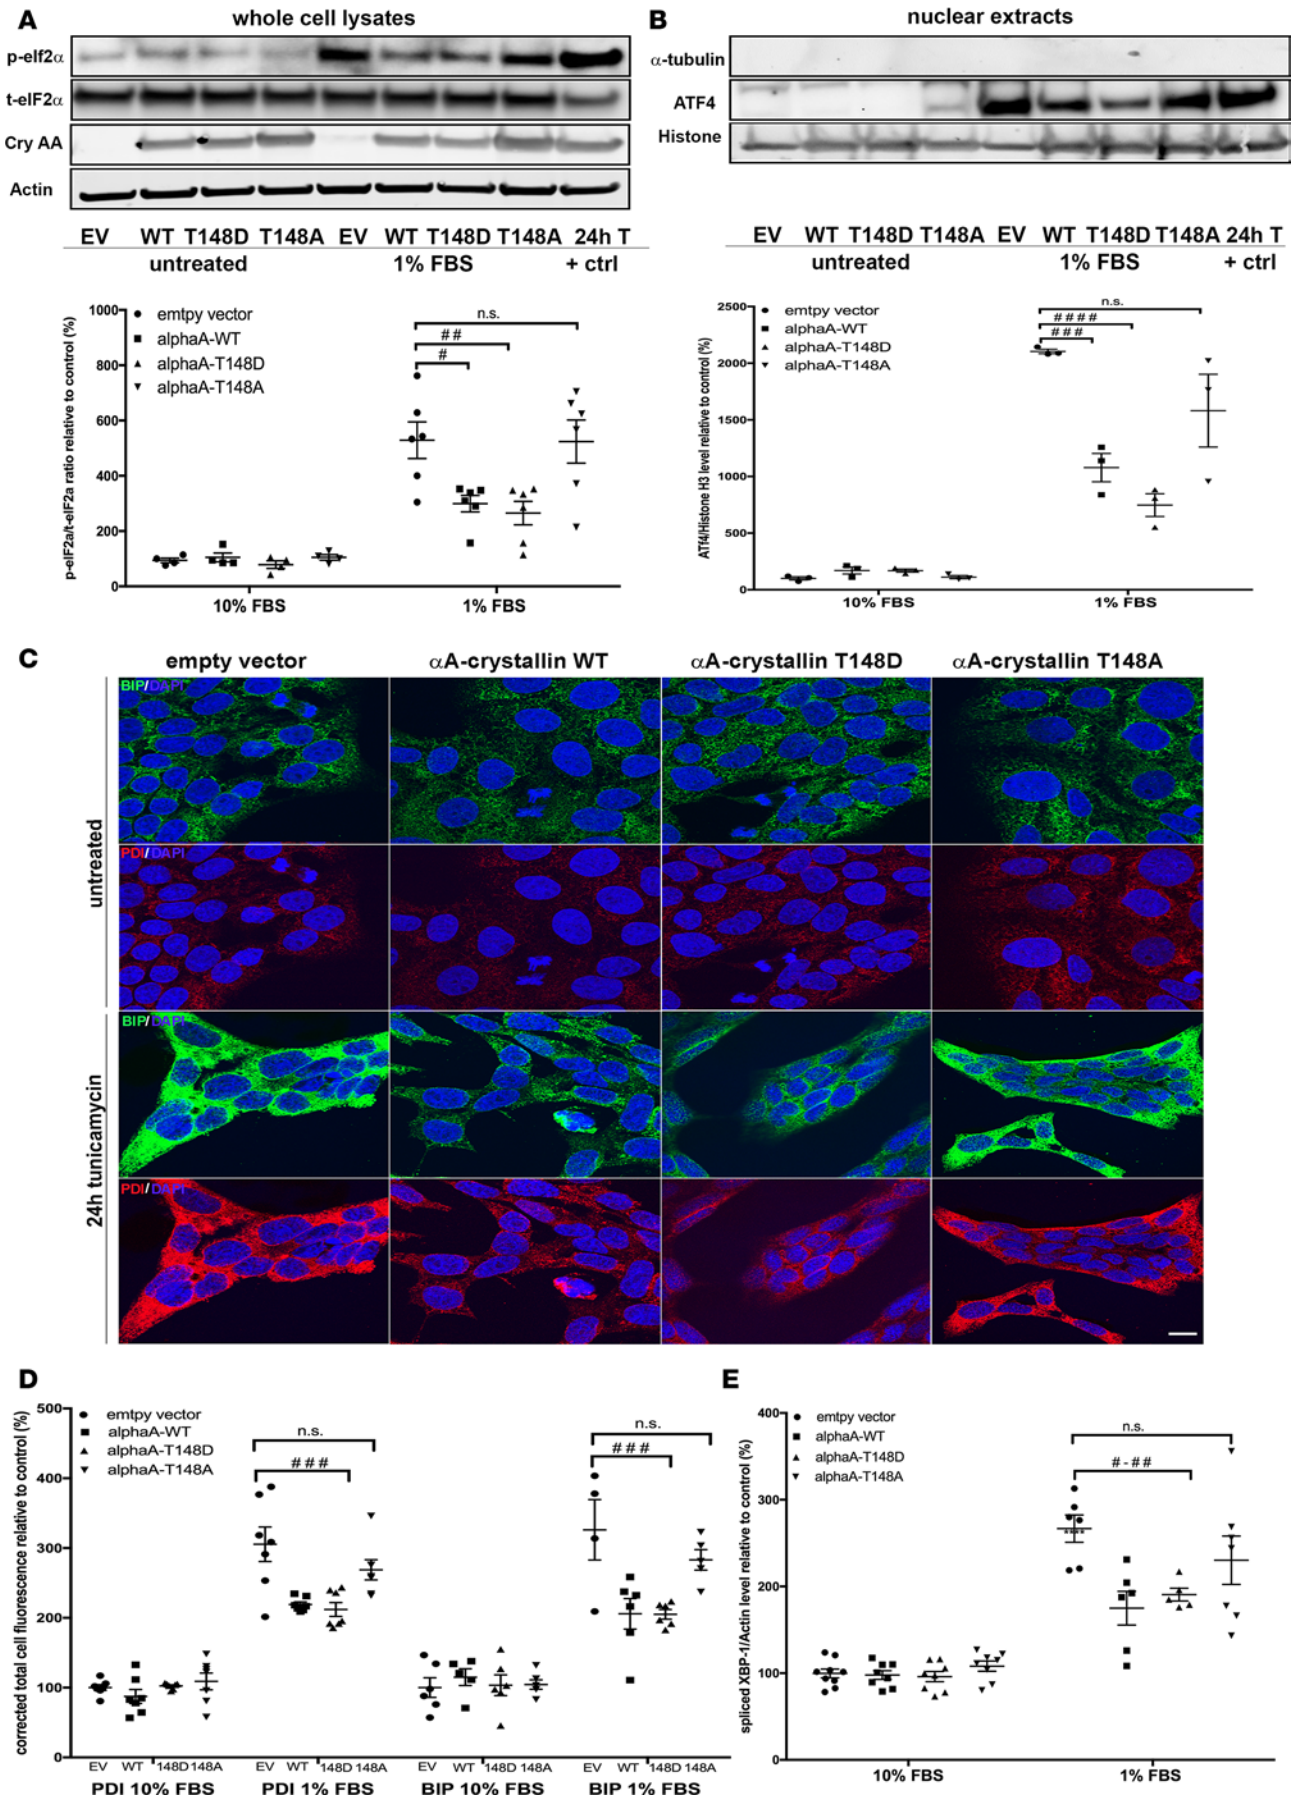 A
whole cell lysates
p-eIf2α
t-eIF2α
Cry AA
Actin
EV WT T148D T148A EV WT T148D T148A 24h T
untreated 1% FBS + ctrl
B
nuclear extracts
α-tubulin
ATF4
Histone
EV WT T148D T148A EV WT T148D T148A 24h T
untreated 1% FBS + ctrl
p-eIF2a/t-eIF2a ratio relative to control (%)
1000
800
600
400
200
0
emtpy vector
alphaA-WT
alphaA-T148D
alphaA-T148A
n.s.
# #
#
10% FBS 1% FBS
ATf4/Histone H3 level relative to control (%)
2500
2000
1500
1000
500
0
emtpy vector
alphaA-WT
alphaA-T148D
alphaA-T148A
n.s.
# # # #
# # #
10% FBS 1% FBS
C
empty vector αA-crystallin WT αA-crystallin T148D αA-crystallin T148A
untreated
BIP/DAPI
PDI/DAPI
24h tunicamycin
BIP/DAPI
PDI/DAPI
D
corrected total cell fluorescence relative to control (%)
500
400
300
200
100
0
emtpy vector
alphaA-WT
alphaA-T148D
alphaA-T148A
n.s.
# # #
n.s.
# # #
EV WT 148D 148A EV WT 148D 148A EV WT 148D 148A EV WT 148D 148A
PDI 10% FBS PDI 1% FBS BIP 10% FBS BIP 1% FBS
E
spliced XBP-1/Actin level relative to control (%)
400
300
200
100
0
emtpy vector
alphaA-WT
alphaA-T148D
alphaA-T148A
n.s.
# - # #
10% FBS 1% FBS